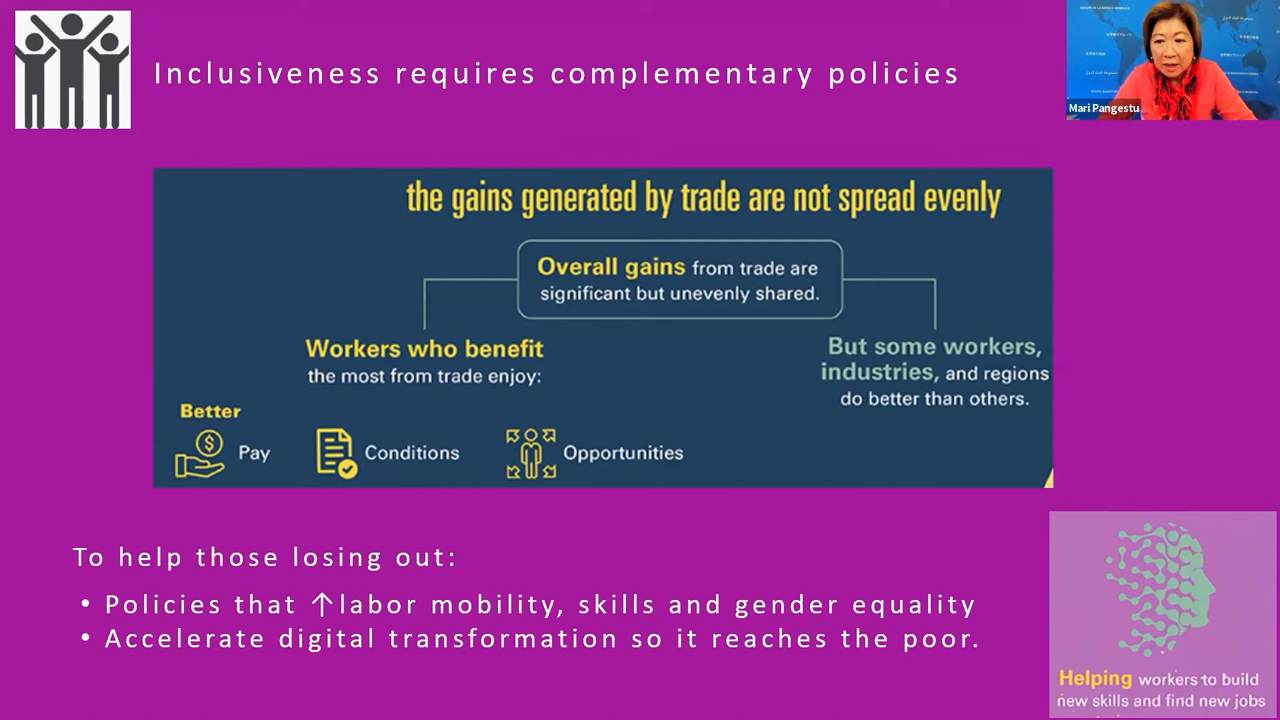 Inclusiveness requires complementary policies
Mari Pangestu
the gains generated by trade are not spread evenly
Overall gains from trade are
significant but unevenly shared.
Workers who benefit
the most from trade enjoy:
But some workers,
industries, and regions
do better than others.
Better
Pay
Conditions
Opportunities
To help those losing out:
• Policies that ↑labor mobility, skills and gender equality
• Accelerate digital transformation so it reaches the poor.
Helping workers to build
new skills and find new jobs